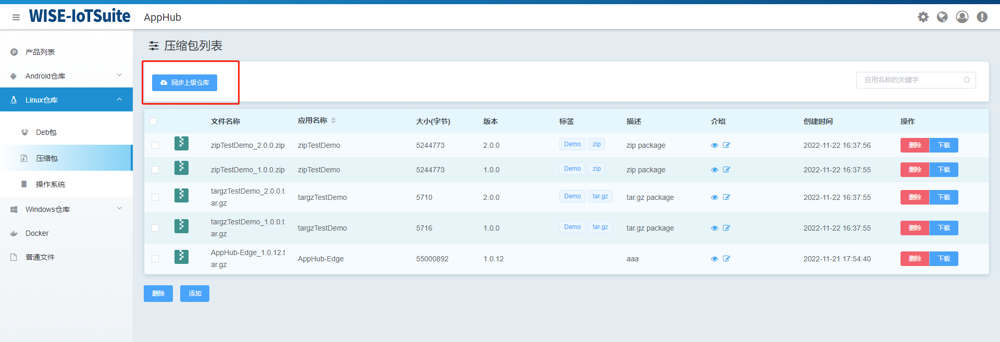 WISE-IoTSuite
AppHub
产品列表
Android仓库
Linux仓库
Deb包
压缩包
操作系统
Windows仓库
Docker
普通文件
压缩包列表
同步上级仓库
应用名称的关键字
文件名称 应用名称 大小(字节) 版本 标签 描述 介绍 创建时间 操作
zipTestDemo_2.0.0.zip zipTestDemo 5244773 2.0.0 Demo zip zip package 2022-11-22 16:37:56 删除 下载
zipTestDemo_1.0.0.zip zipTestDemo 5244773 1.0.0 Demo zip zip package 2022-11-22 16:37:55 删除 下载
targzTestDemo_2.0.0.t
ar.gz
targzTestDemo 5710 2.0.0 Demo tar.gz tar.gz package 2022-11-22 16:37:55 删除 下载
targzTestDemo_1.0.0.t
ar.gz
targzTestDemo 5716 1.0.0 Demo tar.gz tar.gz package 2022-11-22 16:37:55 删除 下载
AppHub-Edge_1.0.12.t
ar.gz
AppHub-Edge 55000892 1.0.12 aaa 2022-11-21 17:54:40 删除 下载
删除 添加